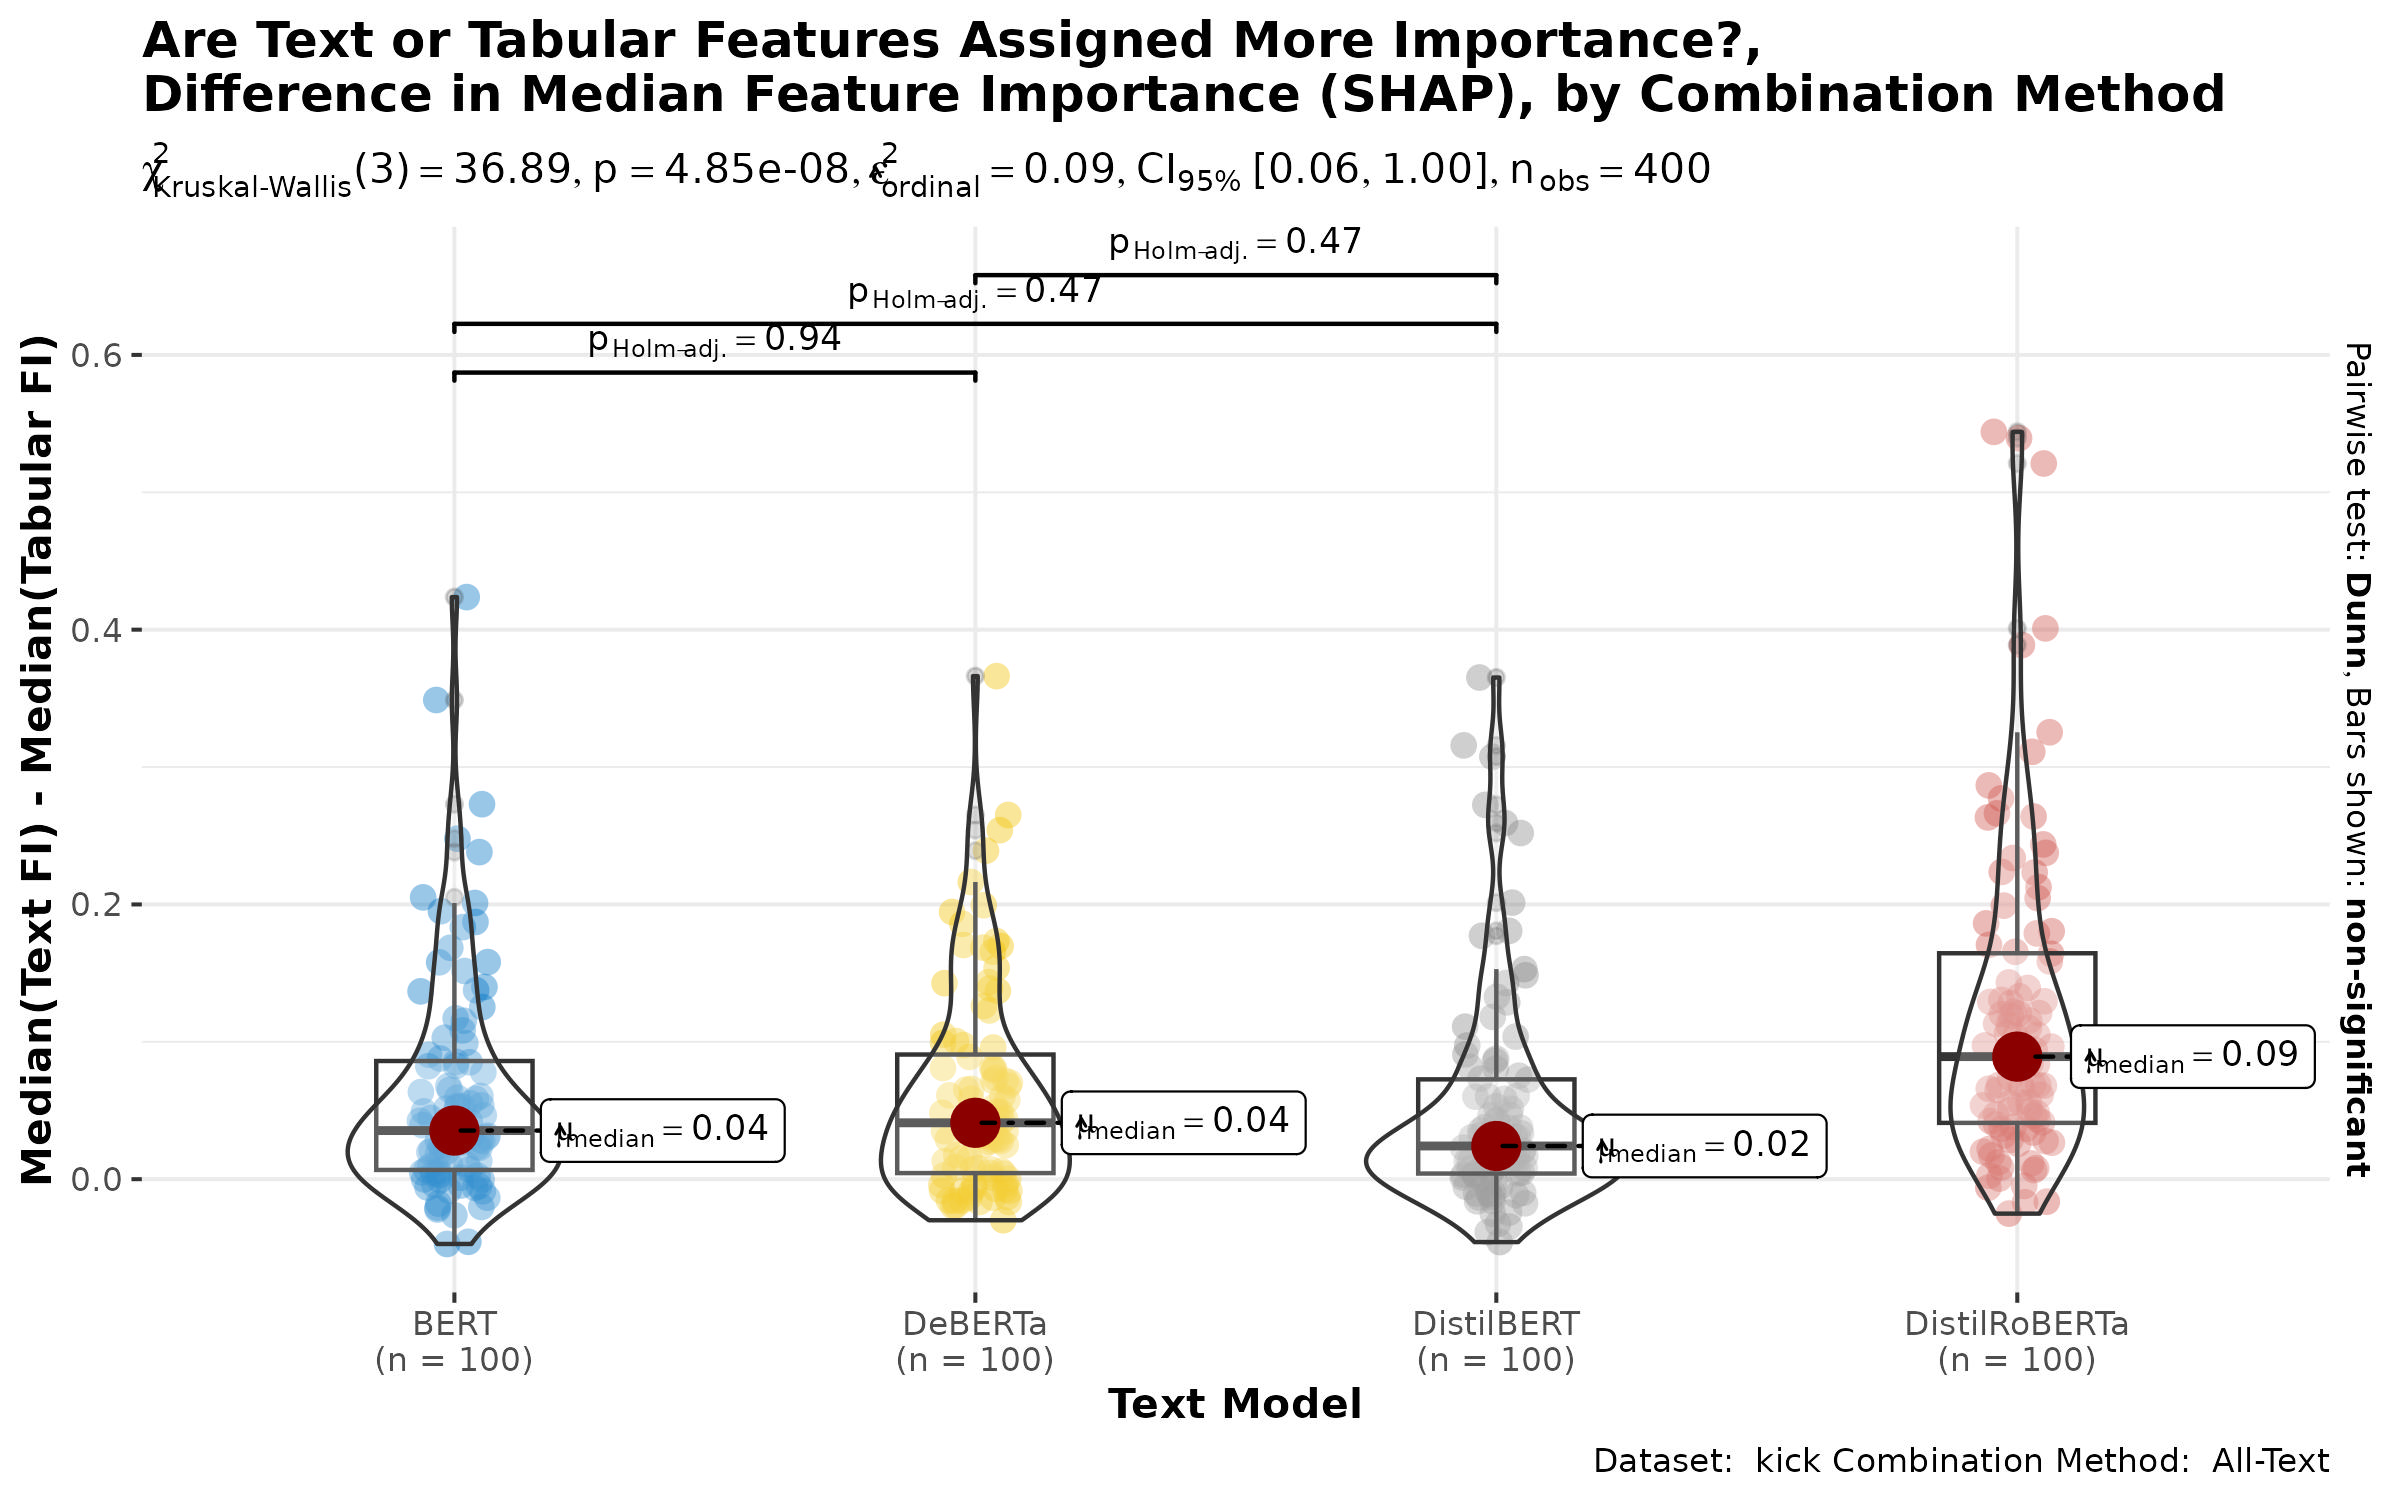 Are Text or Tabular Features Assigned More Importance?,
Difference in Median Feature Importance (SHAP), by Combination Method
χ²Kruskal-Wallis(3) = 36.89, p = 4.85e-08, ε̂²ordinal = 0.09, CI95% [0.06, 1.00], nobs = 400
pHolm-adj. = 0.47
pHolm-adj. = 0.47
pHolm-adj. = 0.94
Median(Text FI) - Median(Tabular FI)
0.6
0.4
0.2
0.0
μ̂median = 0.04
μ̂median = 0.04
μ̂median = 0.02
μ̂median = 0.09
Pairwise test: Dunn, Bars shown: non-significant
BERT
(n = 100)
DeBERTa
(n = 100)
DistilBERT
(n = 100)
DistilRoBERTa
(n = 100)
Text Model
Dataset:  kick Combination Method:  All-Text